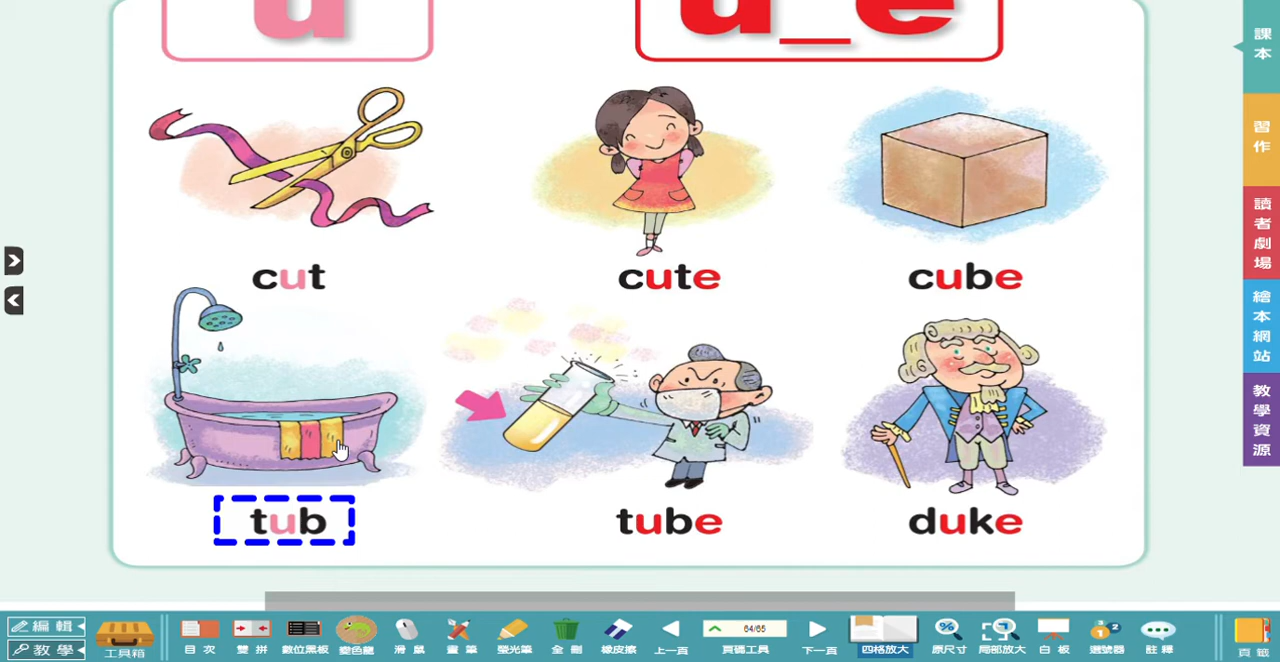 u
u_e
cut
cute
cube
tub
tube
duke
課本
習作
讀者劇場
繪本網站
教學資源
編輯
教學
工具箱
目次
雙拼
數位黑板
變色龍
滑鼠
畫筆
螢光筆
全刪
橡皮擦
上一頁
64/65
頁碼工具
下一頁
四格放大
原尺寸
局部放大
白板
選號器
註釋
頁籤